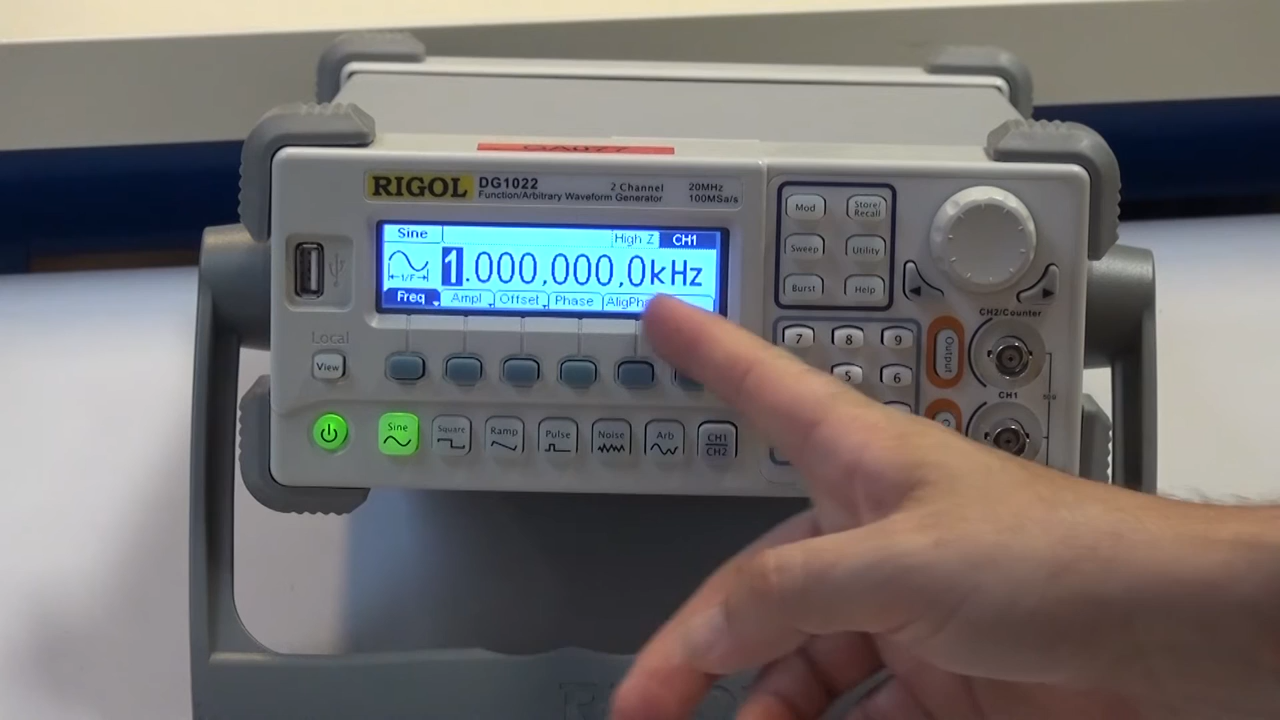 RIGOL DG1022 2 Channel 20MHz
Function/Arbitrary Waveform Generator 100MSa/s
Sine High Z CH1
1/F
1.000,000,0kHz
Freq Ampl Offset Phase
Local
View
Sine Square Ramp Pulse Noise Arb CH1 CH2
Mod Store/Recall
Sweep Utility
Burst Help
7 8 9
5 6
Output
CH2/Counter
CH1